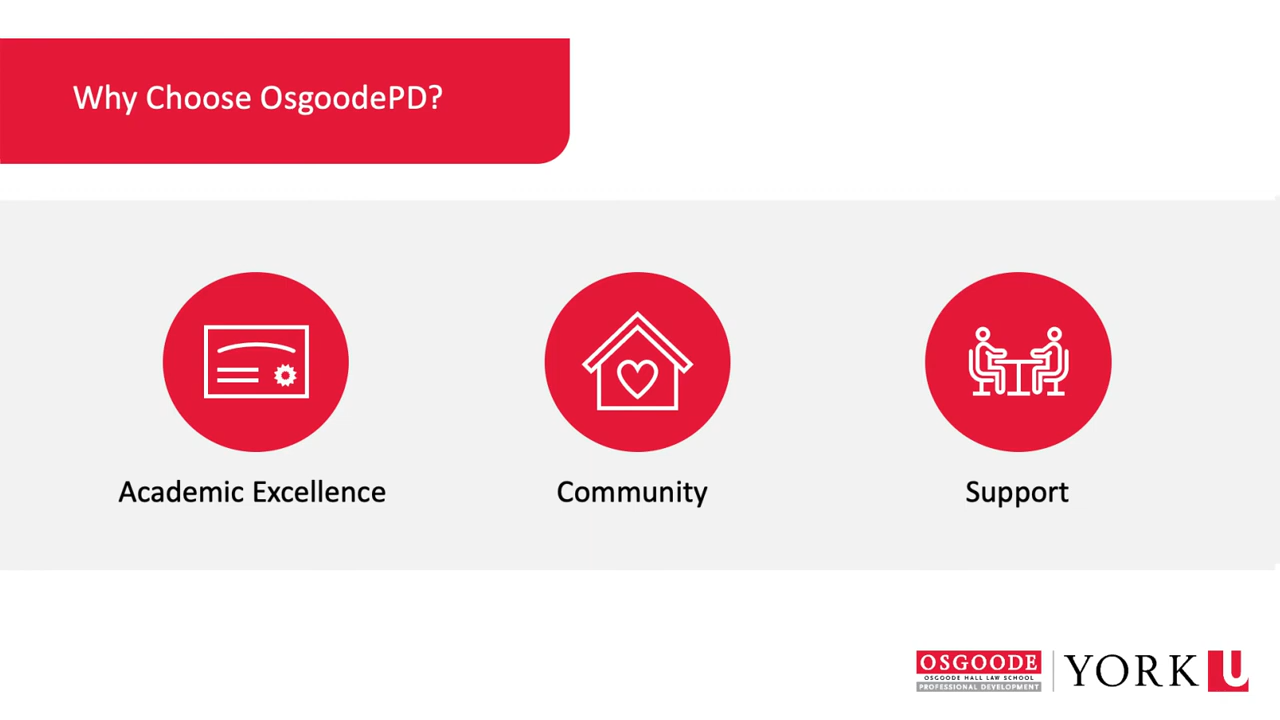 Why Choose OsgoodePD?
Academic Excellence
Community
Support
OSGOODE
OSGOODE HALL LAW SCHOOL
PROFESSIONAL DEVELOPMENT
YORK U